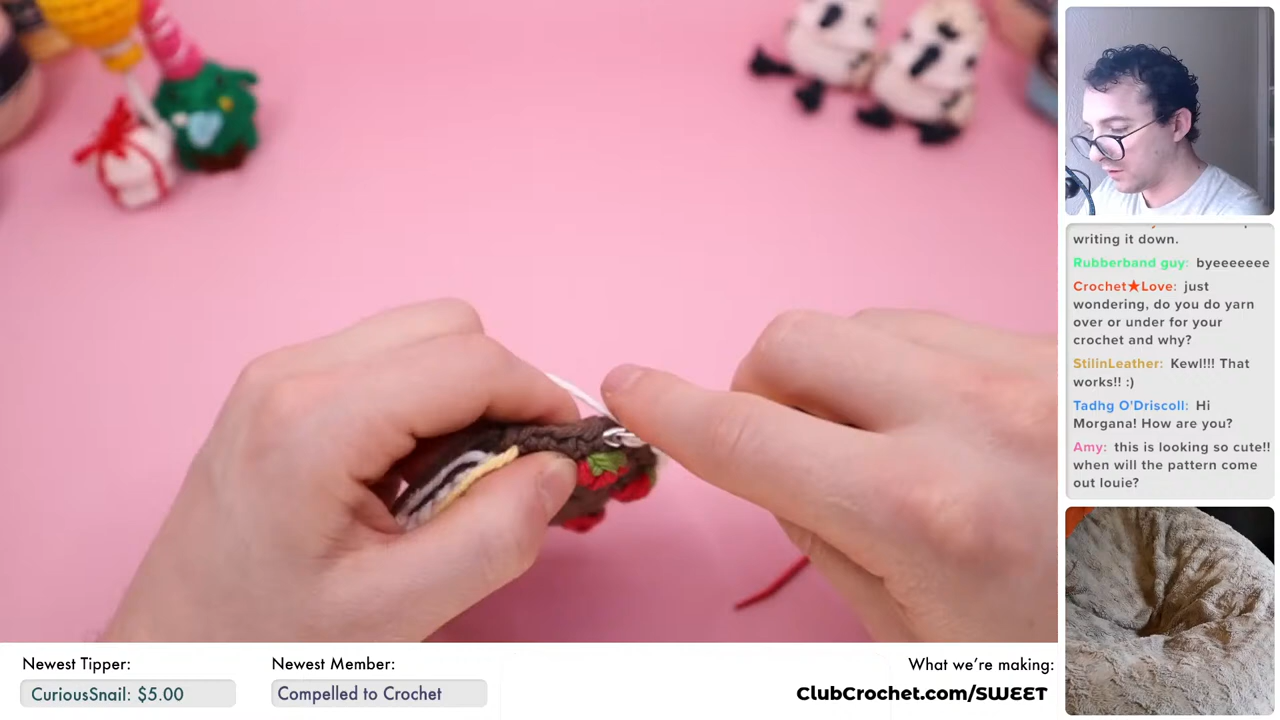 writing it down.
Rubberband guy: byeeeeeee
Crochet★Love: just
wondering, do you do yarn
over or under for your
crochet and why?
StilinLeather: Kewl!!! That
works!! :)
Tadhg O'Driscoll: Hi
Morgana! How are you?
Amy: this is looking so cute!!
when will the pattern come
out louie?
Newest Tipper:
CuriousSnail: $5.00
Newest Member:
Compelled to Crochet
What we're making:
ClubCrochet.com/SWEET